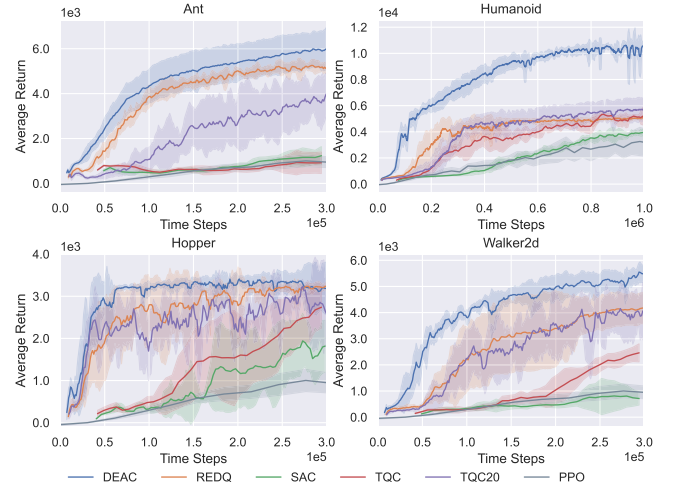 Ant
1e3
6.0
4.0
2.0
0.0
Average Return
0.0 0.5 1.0 1.5 2.0 2.5 3.0
Time Steps 1e5
Humanoid
1e4
1.2
1.0
0.8
0.6
0.4
0.2
0.0
Average Return
0.0 0.2 0.4 0.6 0.8 1.0
Time Steps 1e6
Hopper
1e3
4.0
3.0
2.0
1.0
0.0
Average Return
0.0 0.5 1.0 1.5 2.0 2.5 3.0
Time Steps 1e5
Walker2d
1e3
6.0
5.0
4.0
3.0
2.0
1.0
0.0
Average Return
0.0 0.5 1.0 1.5 2.0 2.5 3.0
Time Steps 1e5
DEAC REDQ SAC TQC TQC20 PPO